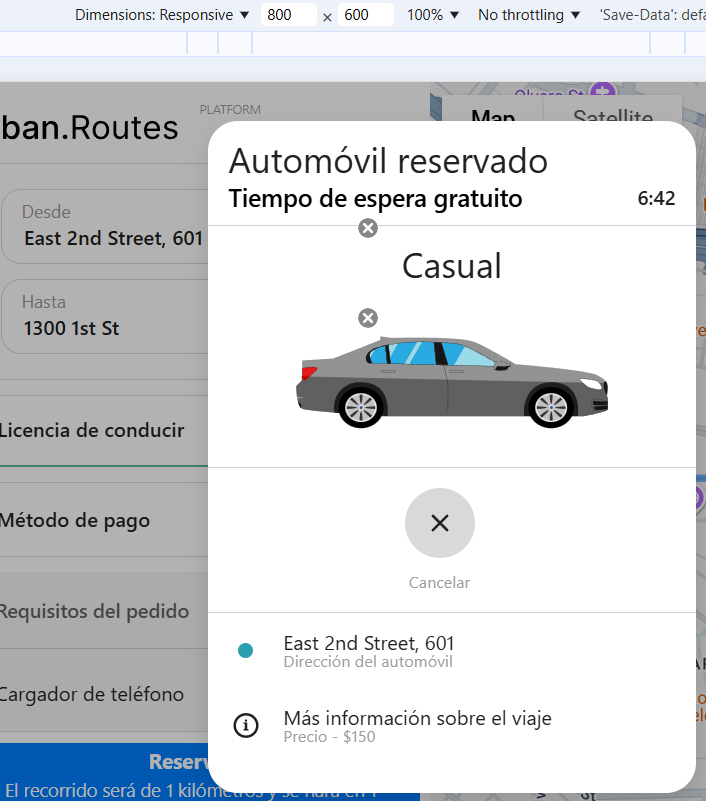 Dimensions: Responsive ▼ 800 × 600 100% ▼ No throttling ▼ 'Save-Data':
PLATFORM
ban.Routes
Map Satellite
Automóvil reservado
Tiempo de espera gratuito 6:42
Desde
East 2nd Street, 601
Casual
Hasta
1300 1st St
Licencia de conducir
Método de pago
Cancelar
Requisitos del pedido
East 2nd Street, 601
Dirección del automóvil
Cargador de teléfono
Más información sobre el viaje
Precio - $150
Reserv
El recorrido será de 1 kilómetros y se hará en 1